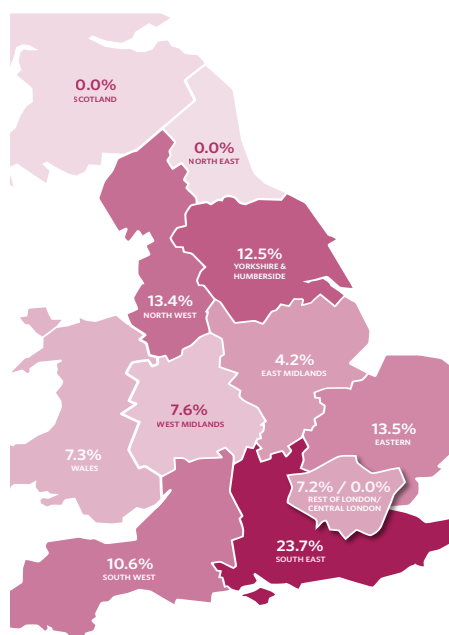 0.0%
SCOTLAND
0.0%
NORTH EAST
12.5%
YORKSHIRE &
HUMBERSIDE
13.4%
NORTH WEST
4.2%
EAST MIDLANDS
7.6%
WEST MIDLANDS
13.5%
EASTERN
7.3%
WALES
7.2% / 0.0%
REST OF LONDON/
CENTRAL LONDON
23.7%
SOUTH EAST
10.6%
SOUTH WEST